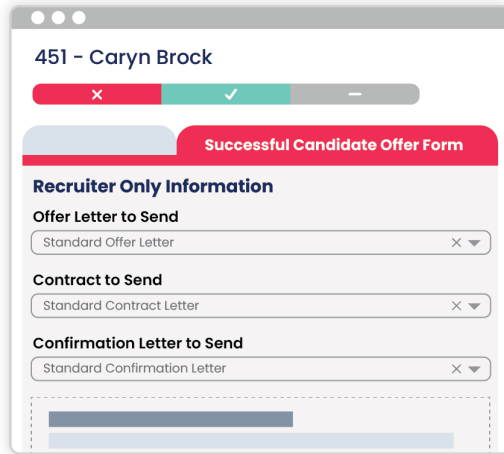 451 - Caryn Brock
Successful Candidate Offer Form
Recruiter Only Information
Offer Letter to Send
Standard Offer Letter
Contract to Send
Standard Contract Letter
Confirmation Letter to Send
Standard Confirmation Letter